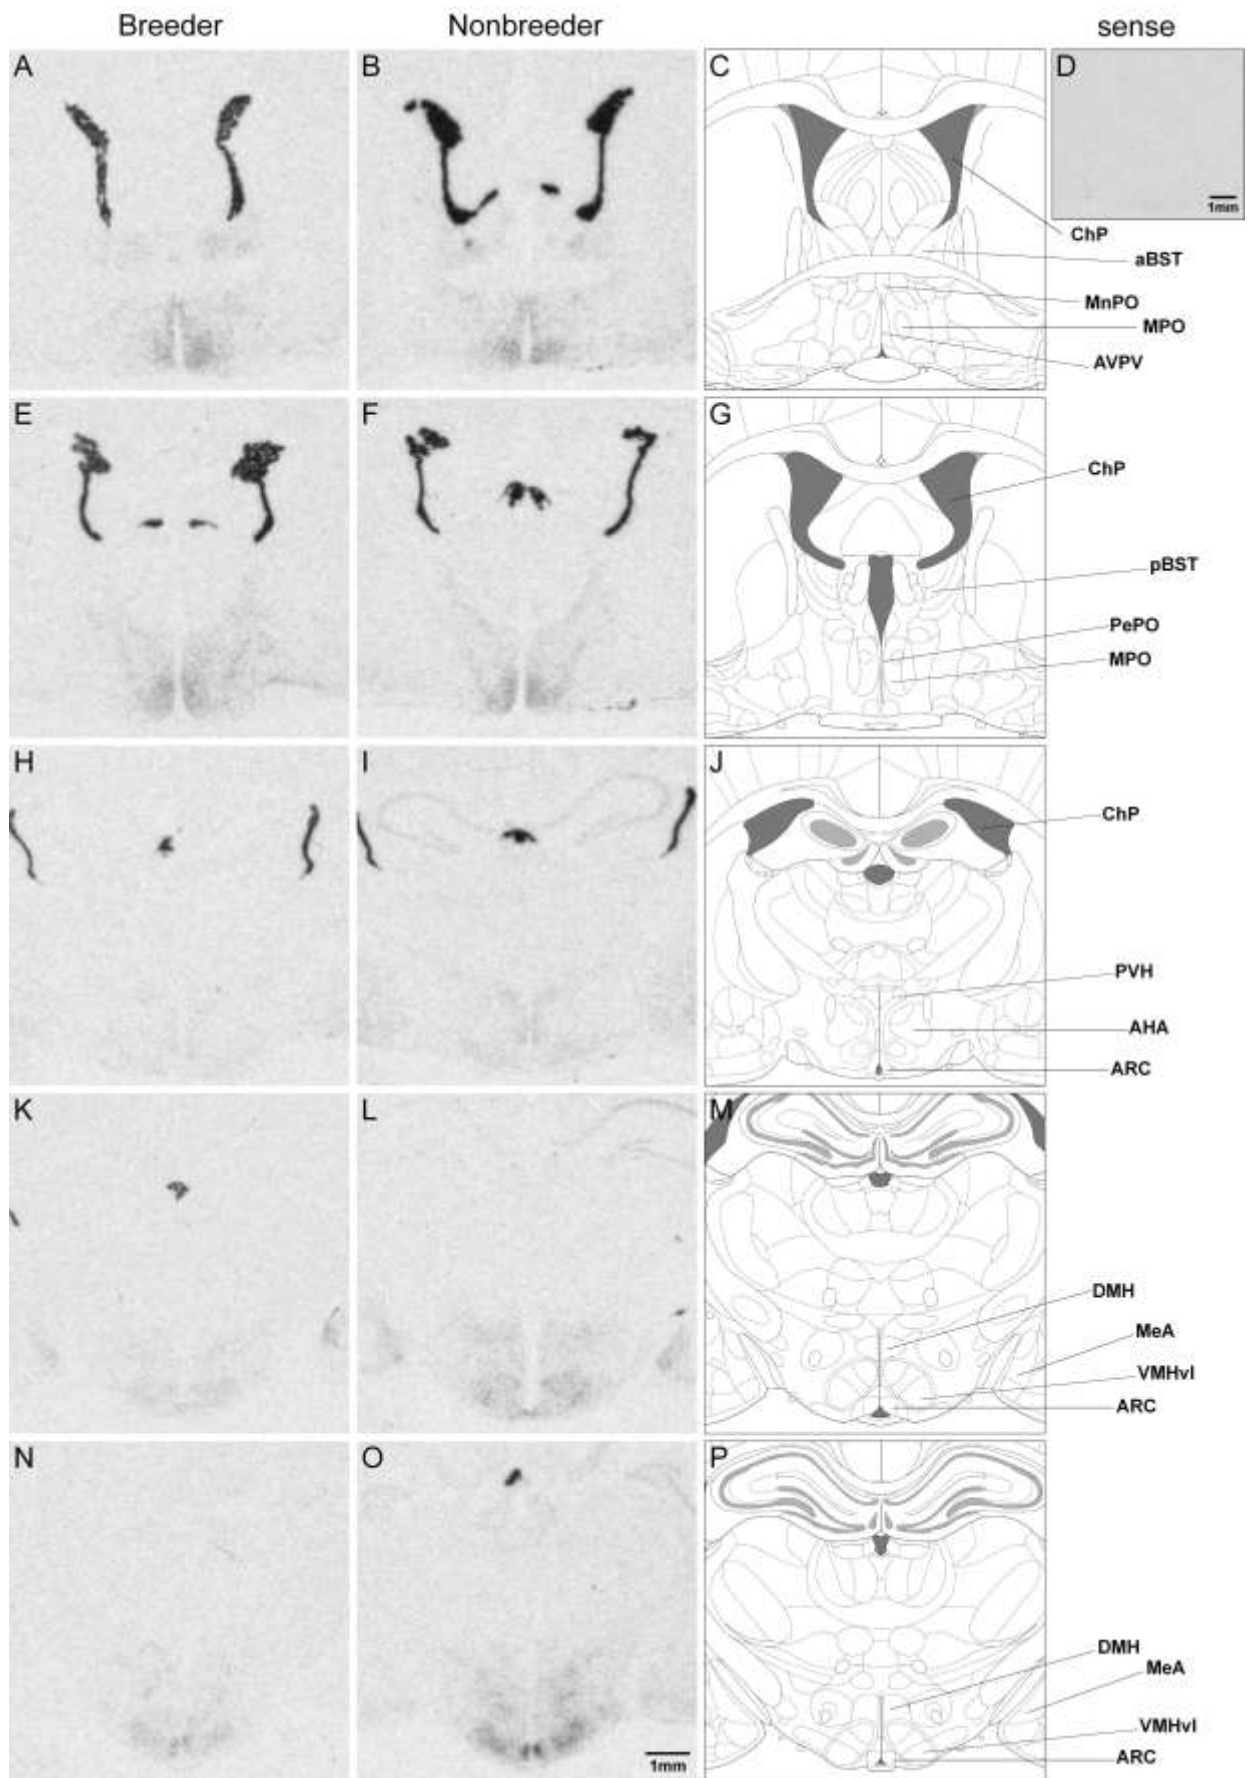 Breeder Nonbreeder sense
A B C D
1mm
ChP
aBST
MnPO
MPO
AVPV
E F G
ChP
pBST
PePO
MPO
H I J
ChP
PVH
AHA
ARC
K L M
DMH
MeA
VMHvl
ARC
N O P
DMH
MeA
VMHvl
ARC
1mm